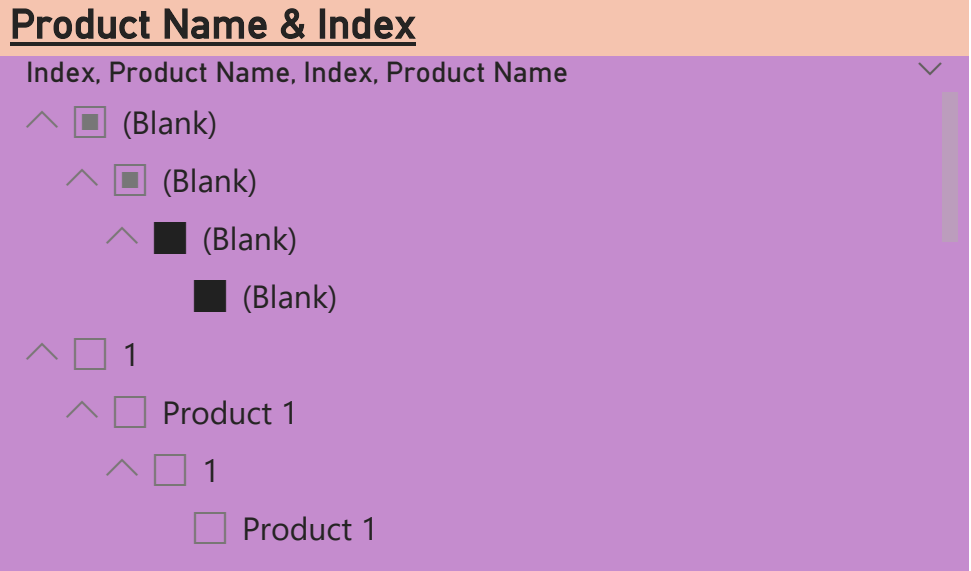 Product Name & Index
Index, Product Name, Index, Product Name
(Blank)
(Blank)
(Blank)
(Blank)
1
Product 1
1
Product 1